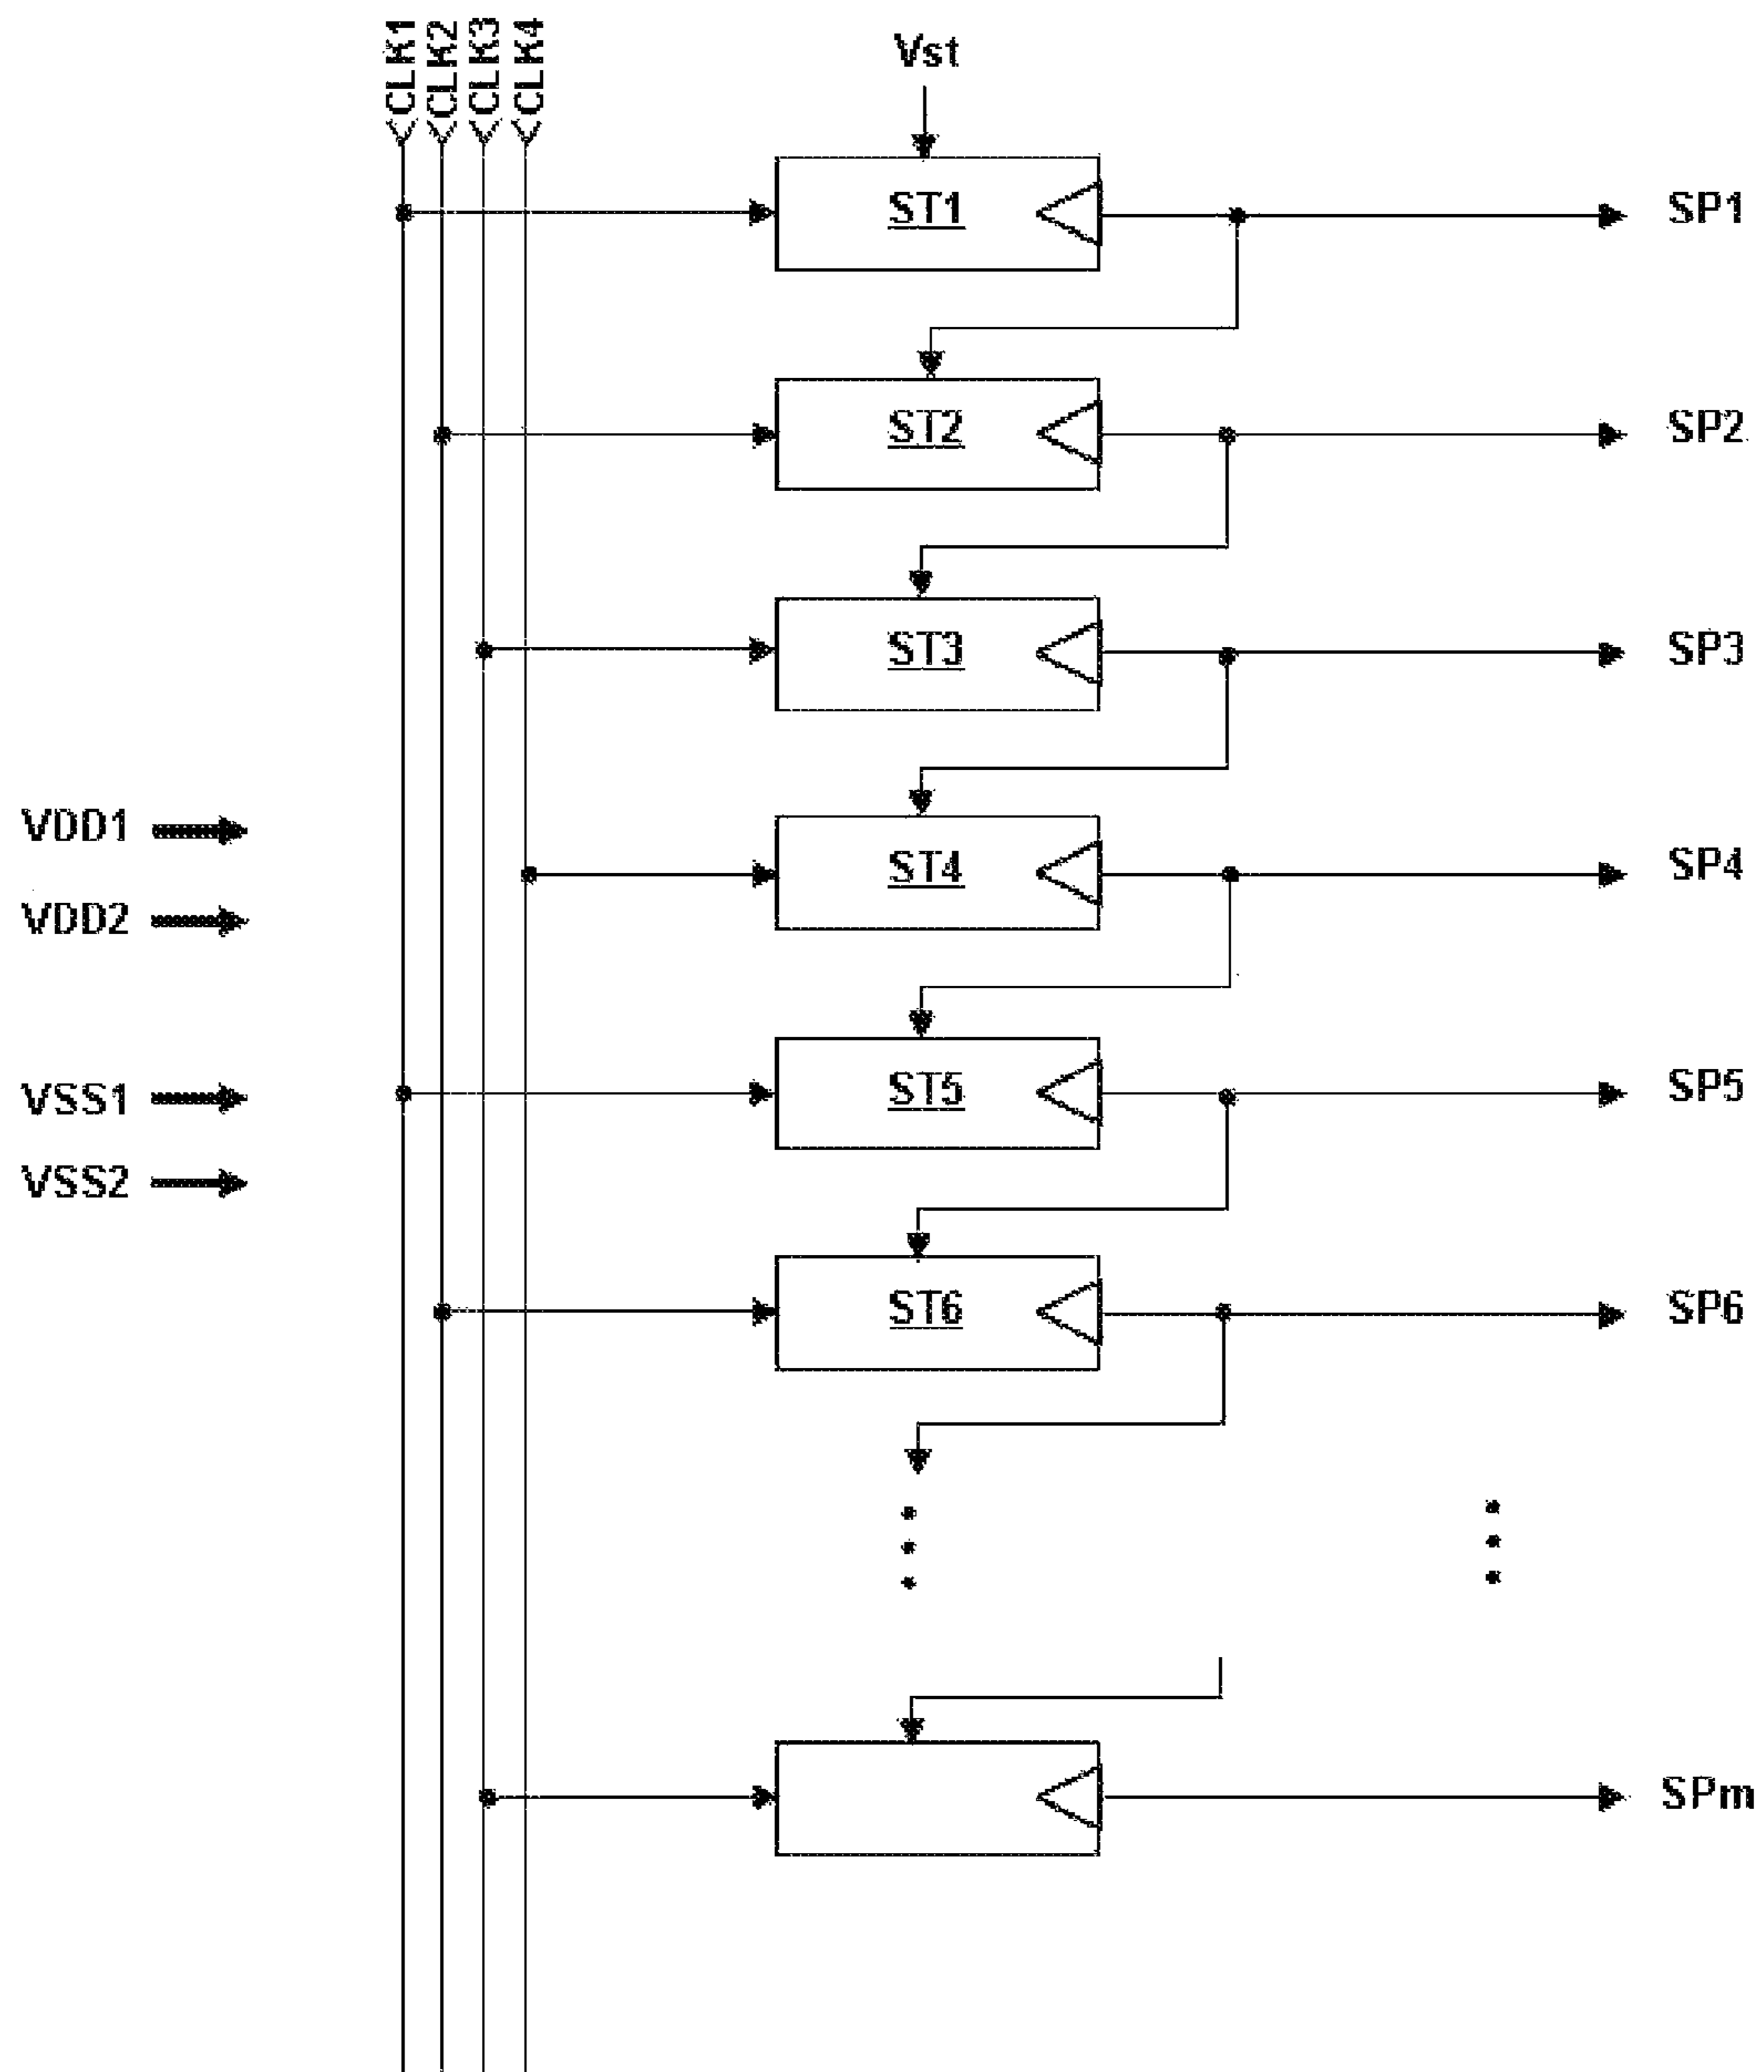 CLK1
CLK2
CLK3
CLK4
Vst
ST1
SP1
ST2
SP2
ST3
SP3
VDD1
ST4
SP4
VDD2
VSS1
ST5
SP5
VSS2
ST6
SP6
SPm